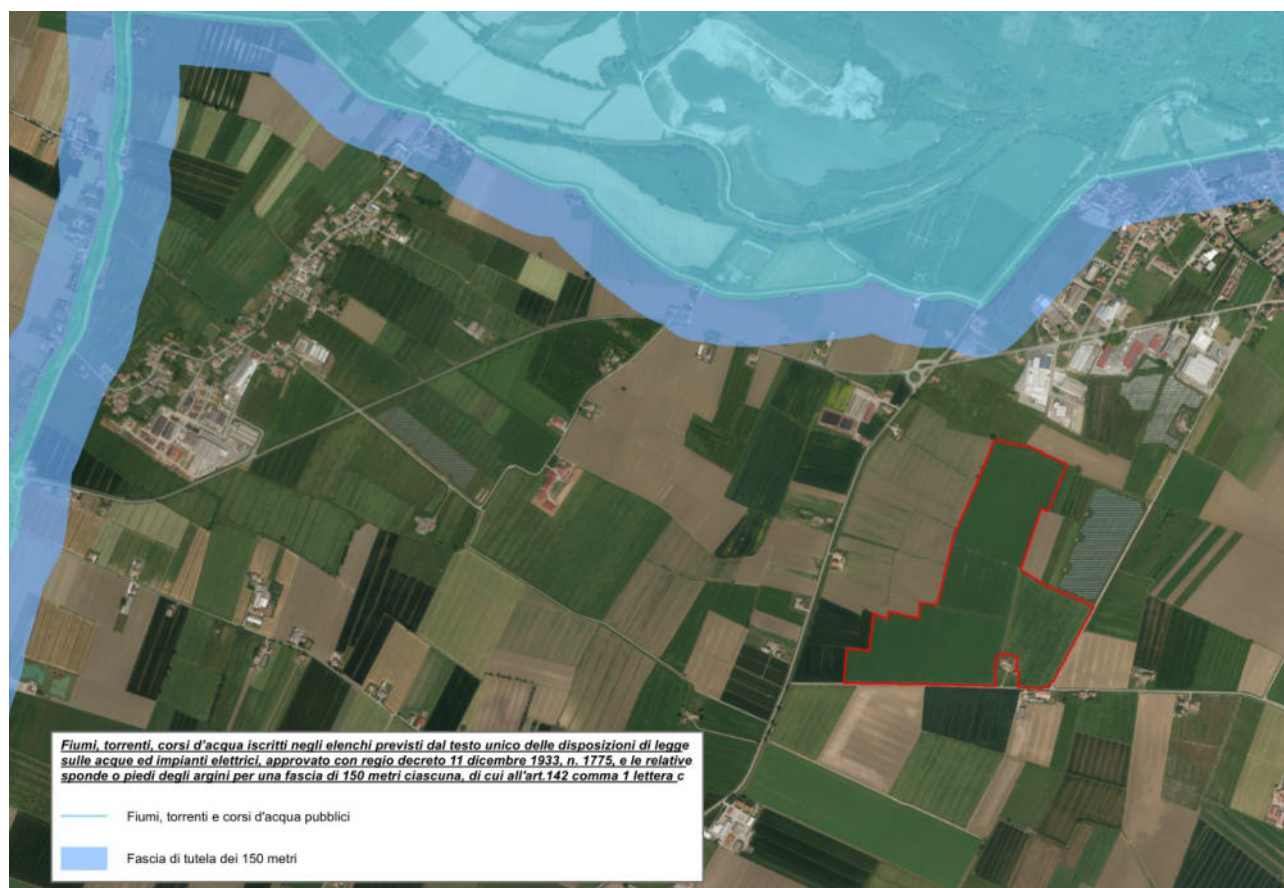 Fiumi, torrenti, corsi d'acqua iscritti negli elenchi previsti dal testo unico delle disposizioni di legge
sulle acque ed impianti elettrici, approvato con regio decreto 11 dicembre 1933, n. 1775, e le relative
sponde o piedi degli argini per una fascia di 150 metri ciascuna, di cui all'art.142 comma 1 lettera c
Fiumi, torrenti e corsi d'acqua pubblici
Fascia di tutela dei 150 metri